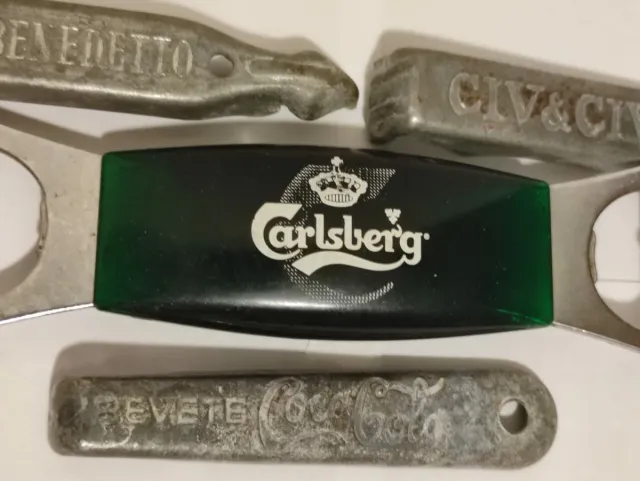 BENEDETTO
CIV&CIV
Carlsberg
BEVETE Coca-Cola